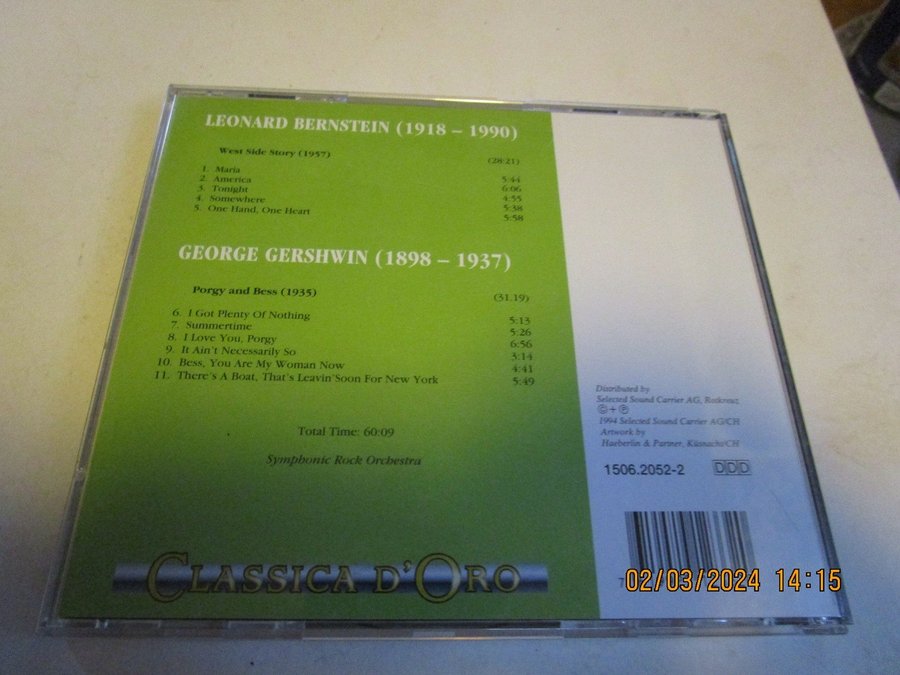 LEONARD BERNSTEIN (1918 – 1990)
West Side Story (1957) (28:21)
1. Maria 5:44
2. America 6:06
3. Tonight 4:55
4. Somewhere 5:38
5. One Hand, One Heart 5:58
GEORGE GERSHWIN (1898 – 1937)
Porgy and Bess (1935) (31.19)
6. I Got Plenty Of Nothing 5:13
7. Summertime 5:26
8. I Love You, Porgy 6:56
9. It Ain't Necessarily So 3:14
10. Bess, You Are My Woman Now 4:41
11. There's A Boat, That's Leavin'Soon For New York 5:49
Total Time: 60:09
Symphonic Rock Orchestra
CLASSICA D'ORO
Distributed by
Selected Sound Carrier AG, Rotkreuz
©+℗
1994 Selected Sound Carrier AG/CH
Artwork by
Haeberlin & Partner, Küsnacht/CH
1506.2052-2 DDD
02/03/2024 14:15